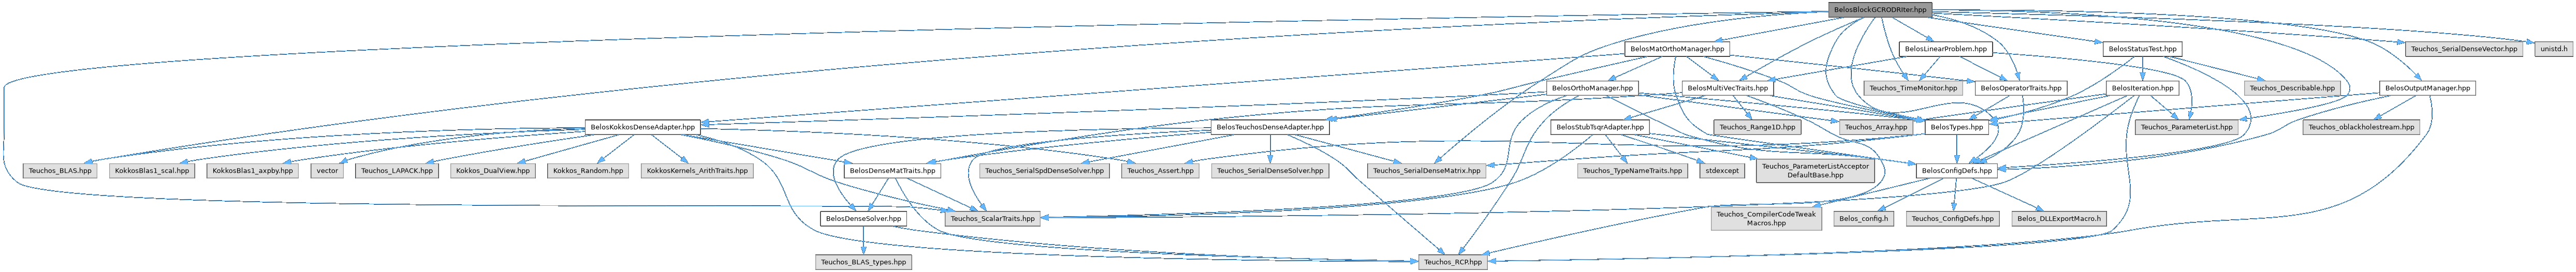 BelosBlockGCRODRIter.hpp
BelosMatOrthoManager.hpp
BelosLinearProblem.hpp
BelosStatusTest.hpp
Teuchos_SerialDenseVector.hpp
unistd.h
BelosOrthoManager.hpp
BelosMultiVecTraits.hpp
Teuchos_TimeMonitor.hpp
BelosOperatorTraits.hpp
BelosIteration.hpp
Teuchos_Describable.hpp
BelosOutputManager.hpp
BelosKokkosDenseAdapter.hpp
BelosTeuchosDenseAdapter.hpp
BelosStubTsqrAdapter.hpp
Teuchos_Range1D.hpp
Teuchos_Array.hpp
BelosTypes.hpp
Teuchos_ParameterList.hpp
Teuchos_oblackholestream.hpp
Teuchos_BLAS.hpp
KokkosBlas1_scal.hpp
KokkosBlas1_axpby.hpp
vector
Teuchos_LAPACK.hpp
Kokkos_DualView.hpp
Kokkos_Random.hpp
KokkosKernels_ArithTraits.hpp
BelosDenseMatTraits.hpp
Teuchos_SerialSpdDenseSolver.hpp
Teuchos_Assert.hpp
Teuchos_SerialDenseSolver.hpp
Teuchos_SerialDenseMatrix.hpp
Teuchos_TypeNameTraits.hpp
stdexcept
Teuchos_ParameterListAcceptor
DefaultBase.hpp
BelosConfigDefs.hpp
BelosDenseSolver.hpp
Teuchos_ScalarTraits.hpp
Teuchos_CompilerCodeTweak
Macros.hpp
Belos_config.h
Teuchos_ConfigDefs.hpp
Belos_DLLExportMacro.h
Teuchos_BLAS_types.hpp
Teuchos_RCP.hpp